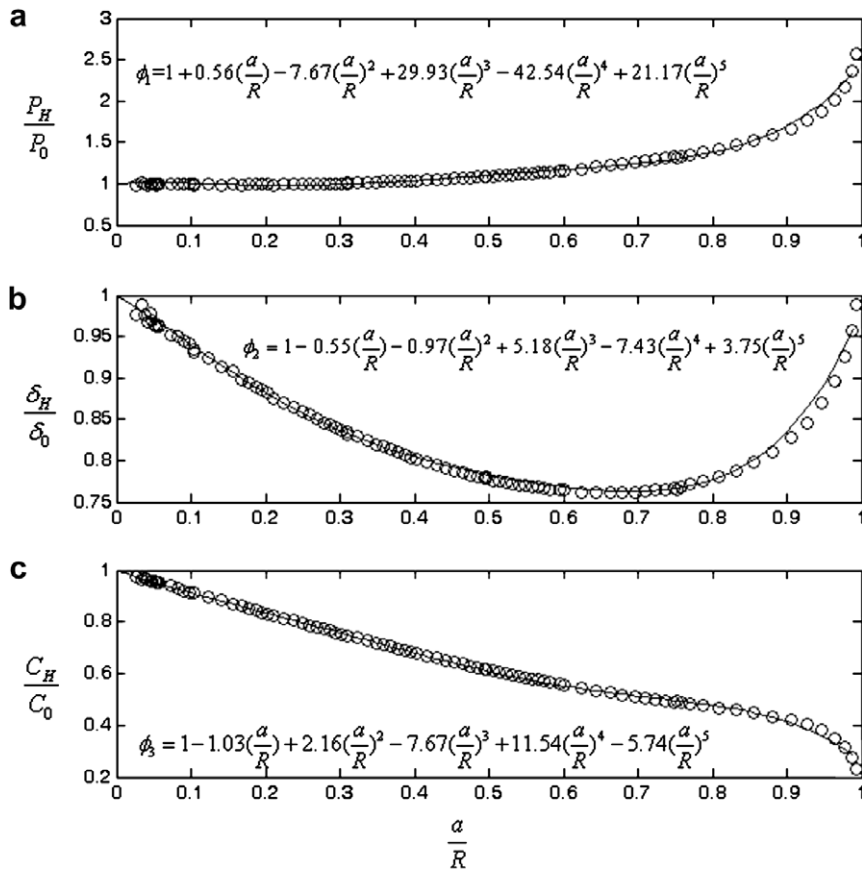 a
3
2.5
2
1.5
1
0.5
P_H/P_0
ϕ_1=1+0.56(a/R)−7.67(a/R)^2+29.93(a/R)^3−42.54(a/R)^4+21.17(a/R)^5
0 0.1 0.2 0.3 0.4 0.5 0.6 0.7 0.8 0.9 1
b
1
0.95
0.9
0.85
0.8
0.75
δ_H/δ_0
ϕ_2 = 1−0.55(a/R)−0.97(a/R)^2+5.18(a/R)^3−7.43(a/R)^4+3.75(a/R)^5
0 0.1 0.2 0.3 0.4 0.5 0.6 0.7 0.8 0.9 1
c
1
0.8
0.6
0.4
0.2
C_H/C_0
ϕ_3 = 1−1.03(a/R)+2.16(a/R)^2−7.67(a/R)^3+11.54(a/R)^4−5.74(a/R)^5
0 0.1 0.2 0.3 0.4 0.5 0.6 0.7 0.8 0.9 1
a/R